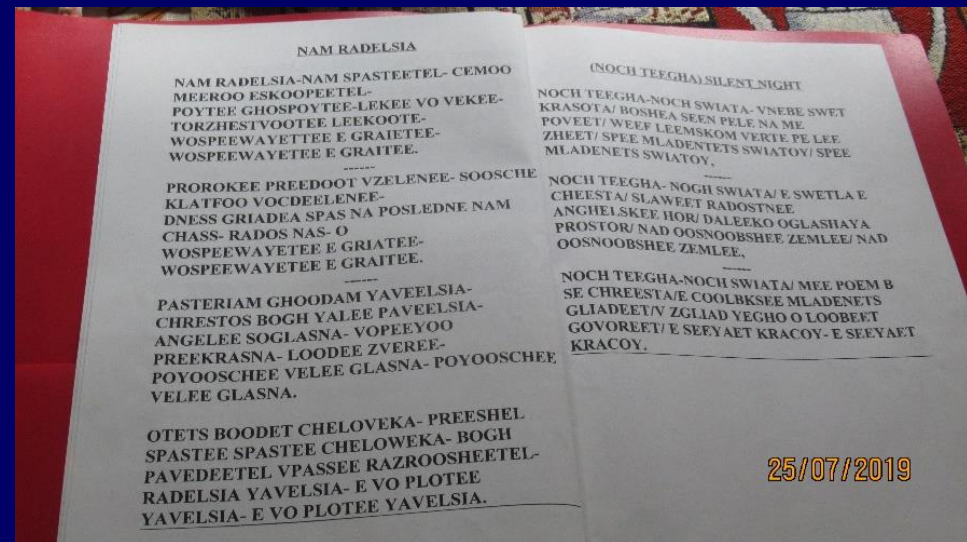 NAM RADELSIA
NAM RADELSIA-NAM SPASTEETEL- CEMOO
MEEROO ESKOOPEETEL-
POYTEE GHOSPOYTEE-LEKEE VO VEKEE-
TORZHESTVOOTEE LEEKOOTE-
WOSPEEWAYETTEE E GRAIETEE-
WOSPEEWAYETEE E GRAITEE.
------
PROROKEE PREEDOOT VZELENEE- SOOSCHE
KLATFOO VOCDEELENEE-
DNESS GRIADEA SPAS NA POSLEDNE NAM
CHASS- RADOS NAS- O
WOSPEEWAYETEE E GRIATEE-
WOSPEEWAYETEE E GRAITEE.
------
PASTERIAM GHOODAM YAVEELSIA-
CHRESTOS BOGH YALEE PAVEELSIA-
ANGELEE SOGLASNA- VOPEEYOO
PREEKRASNA- LOODEE ZVEREE-
POYOOSCHEE VELEE GLASNA- POYOOSCHEE
VELEE GLASNA.
OTETS BOODET CHELOVEKA- PREESHEL
SPASTEE SPASTEE CHELOWEKA- BOGH
PAVEDEETEL VPASSEE RAZROOSHEETEL-
RADELSIA YAVELSIA- E VO PLOTEE
YAVELSIA- E VO PLOTEE YAVELSIA.
(NOCH TEEGHA) SILENT NIGHT
NOCH TEEGHA-NOCH SWIATA- VNEBE SWET
KRASOTA/ BOSHEA SEEN PELE NA ME
POVEET/ WEEF LEEMSKOM VERTE PE LEE
ZHEET/ SPEE MLADENTETS SWIATOY/ SPEE
MLADENETS SWIATOY,
------
NOCH TEEGHA- NOGH SWIATA/ E SWETLA E
CHEESTA/ SLAWEET RADOSTNEE
ANGHELSKEE HOR/ DALEEKO OGLASHAYA
PROSTOR/ NAD OOSNOOBSHEE ZEMLEE/ NAD
OOSNOOBSHEE ZEMLEE,
------
NOCH TEEGHA-NOCH SWIATA/ MEE POEM B
SE CHREESTA/E COOLBKSEE MLADENETS
GLIADEET/V ZGLIAD YEGHO O LOOBEET
GOVOREET/ E SEEYAET KRACOY- E SEEYAET
KRACOY.
25/07/2019